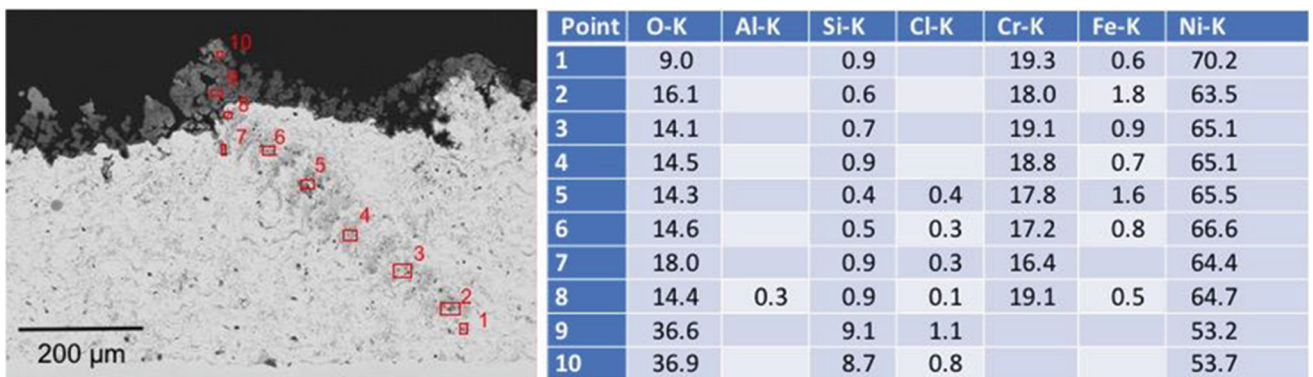 10
9
8
7 6
5
4
3
2
1
200 µm
Point O-K Al-K Si-K Cl-K Cr-K Fe-K Ni-K
1 9.0 0.9 19.3 0.6 70.2
2 16.1 0.6 18.0 1.8 63.5
3 14.1 0.7 19.1 0.9 65.1
4 14.5 0.9 18.8 0.7 65.1
5 14.3 0.4 0.4 17.8 1.6 65.5
6 14.6 0.5 0.3 17.2 0.8 66.6
7 18.0 0.9 0.3 16.4 64.4
8 14.4 0.3 0.9 0.1 19.1 0.5 64.7
9 36.6 9.1 1.1 53.2
10 36.9 8.7 0.8 53.7